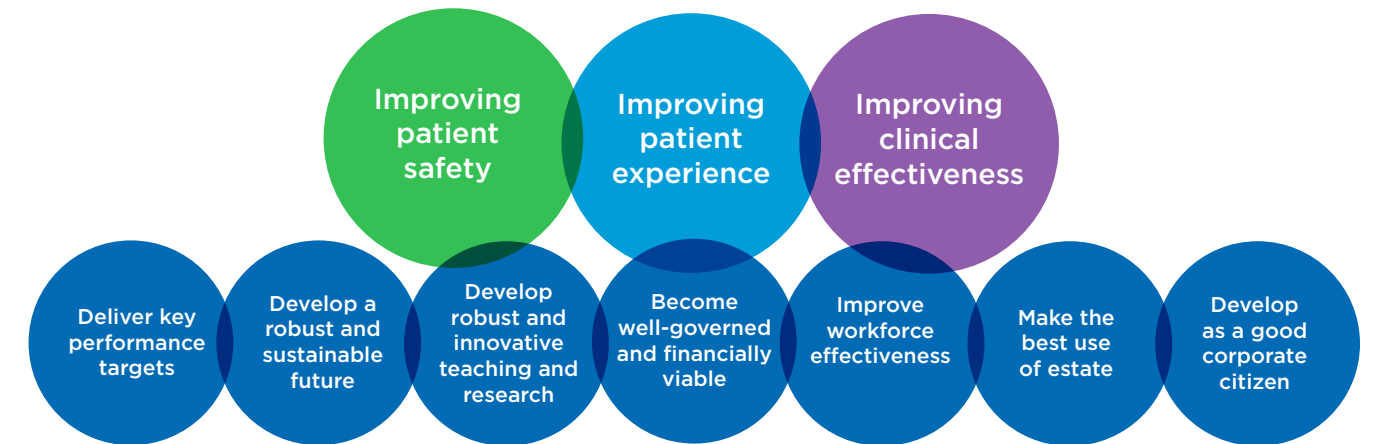 Improving
patient
safety
Improving
patient
experience
Improving
clinical
effectiveness
Deliver key
performance
targets
Develop a
robust and
sustainable
future
Develop
robust and
innovative
teaching and
research
Become
well-governed
and financially
viable
Improve
workforce
effectiveness
Make the
best use
of estate
Develop
as a good
corporate
citizen